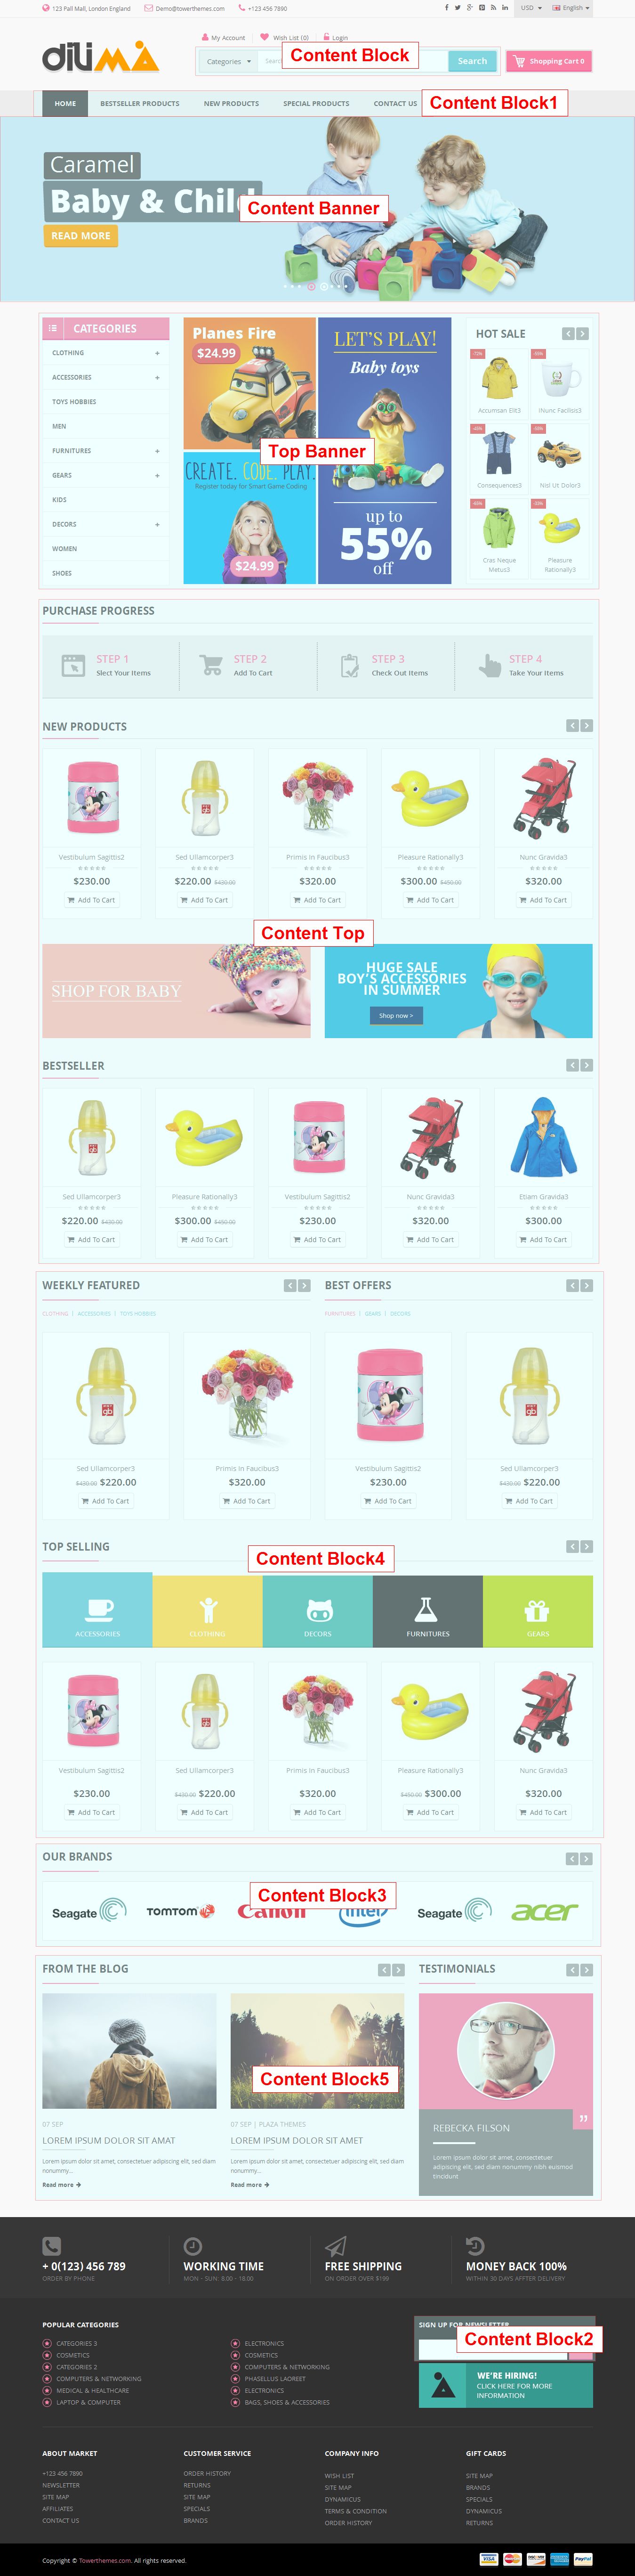 123 Pall Mall, London England Demo@towerthemes.com +123 456 7890 USD English
My Account Wish List (0) Login
diLiMA
Categories Search Content Block Search Shopping Cart 0
HOME BESTSELLER PRODUCTS NEW PRODUCTS SPECIAL PRODUCTS CONTACT US Content Block1
Caramel
Baby & Child
Content Banner
READ MORE
CATEGORIES
CLOTHING +
ACCESSORIES +
TOYS HOBBIES
MEN
FURNITURES +
GEARS +
KIDS
DECORS +
WOMEN
SHOES
Planes Fire
$24.99
Top Banner
CREATE. CODE. PLAY.
Register today for Smart Game Coding
$24.99
LET'S PLAY!
Baby toys
up to
55%
off
HOT SALE
Accumsan Elit3
INunc Facilisis3
Consequences3
Nisl Ut Dolor3
Cras Neque Metus3
Pleasure Rationally3
PURCHASE PROGRESS
STEP 1
Slect Your Items
STEP 2
Add To Cart
STEP 3
Check Out Items
STEP 4
Take Your Items
NEW PRODUCTS
Vestibulum Sagittis2 Sed Ullamcorper3 Primis In Faucibus3 Pleasure Rationally3 Nunc Gravida3
$230.00 $220.00 $430.00 $320.00 $300.00 $450.00 $320.00
Add To Cart Add To Cart Add To Cart Add To Cart Add To Cart
Content Top
SHOP FOR BABY
HUGE SALE
BOY'S ACCESSORIES
IN SUMMER
Shop now >
BESTSELLER
Sed Ullamcorper3 Pleasure Rationally3 Vestibulum Sagittis2 Nunc Gravida3 Etiam Gravida3
$220.00 $430.00 $300.00 $450.00 $230.00 $320.00 $300.00
Add To Cart Add To Cart Add To Cart Add To Cart Add To Cart
WEEKLY FEATURED BEST OFFERS
CLOTHING | ACCESSORIES | TOYS HOBBIES FURNITURES | GEARS | DECORS
Sed Ullamcorper3 Primis In Faucibus3 Vestibulum Sagittis2 Sed Ullamcorper3
$430.00 $220.00 $320.00 $230.00 $430.00 $220.00
Add To Cart Add To Cart Add To Cart Add To Cart
TOP SELLING
Content Block4
ACCESSORIES CLOTHING DECORS FURNITURES GEARS
Vestibulum Sagittis2 Sed Ullamcorper3 Primis In Faucibus3 Pleasure Rationally3 Nunc Gravida3
$230.00 $430.00 $220.00 $320.00 $450.00 $300.00 $320.00
Add To Cart Add To Cart Add To Cart Add To Cart Add To Cart
OUR BRANDS
Content Block3
Seagate TOMTOM Canon intel Seagate acer
FROM THE BLOG
Content Block5
07 SEP
LOREM IPSUM DOLOR SIT AMAT
Lorem ipsum dolor sit amet, consectetuer adipiscing elit, sed diam
nonummy...
Read more
07 SEP | PLAZA THEMES
LOREM IPSUM DOLOR SIT AMET
Lorem ipsum dolor sit amet, consectetuer adipiscing elit, sed diam
nonummy...
Read more
TESTIMONIALS
REBECKA FILSON
Lorem ipsum dolor sit amet, consectetuer
adipiscing elit, sed diam nonummy nibh euismod
tincidunt
+ 0(123) 456 789
ORDER BY PHONE
WORKING TIME
MON - SUN: 8.00 - 18.00
FREE SHIPPING
ON ORDER OVER $199
MONEY BACK 100%
WITHIN 30 DAYS AFFTER DELIVERY
POPULAR CATEGORIES
CATEGORIES 3
COSMETICS
CATEGORIES 2
COMPUTERS & NETWORKING
MEDICAL & HEALTHCARE
LAPTOP & COMPUTER
ELECTRONICS
COSMETICS
COMPUTERS & NETWORKING
PHASELLUS LAOREET
ELECTRONICS
BAGS, SHOES & ACCESSORIES
SIGN UP FOR NEWSLETTER
Content Block2
WE'RE HIRING!
CLICK HERE FOR MORE
INFORMATION
ABOUT MARKET
+123 456 7890
NEWSLETTER
SITE MAP
AFFILIATES
CONTACT US
CUSTOMER SERVICE
ORDER HISTORY
RETURNS
SITE MAP
SPECIALS
BRANDS
COMPANY INFO
WISH LIST
SITE MAP
DYNAMICUS
TERMS & CONDITION
ORDER HISTORY
GIFT CARDS
SITE MAP
BRANDS
SPECIALS
DYNAMICUS
RETURNS
Copyright © Towerthemes.com. All rights reserved.
VISA MasterCard DISCOVER PayPal